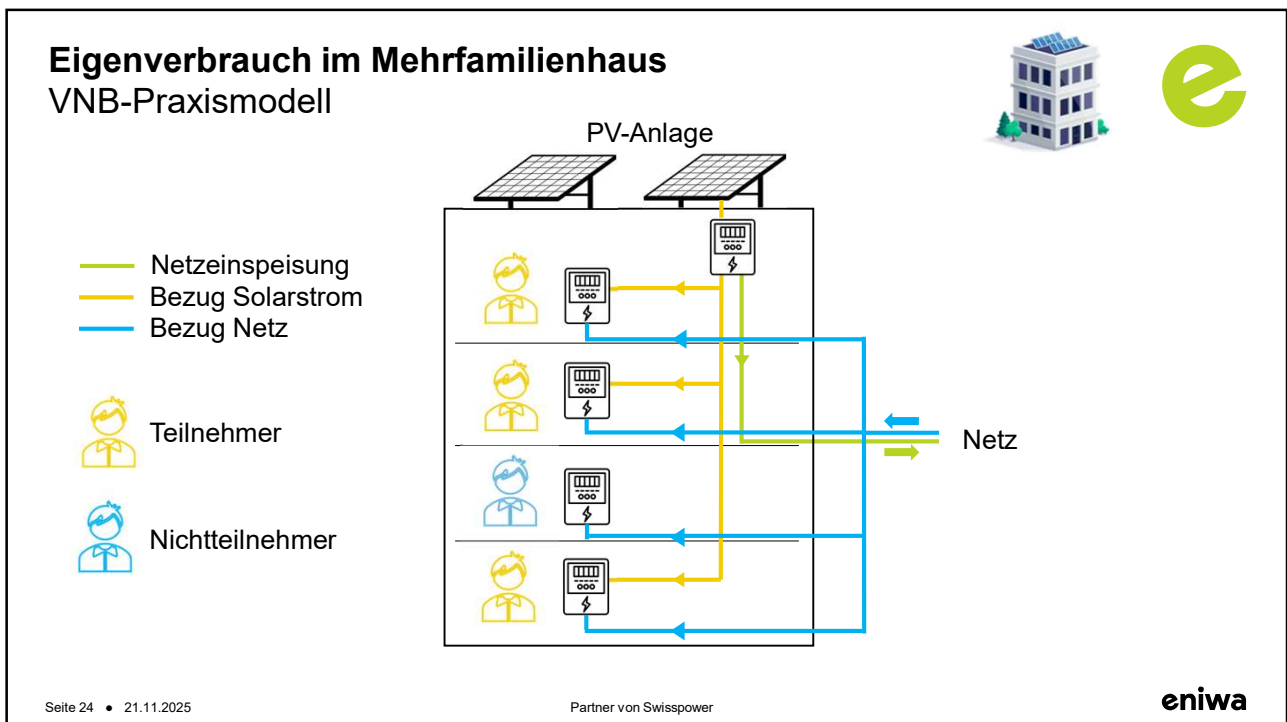 Eigenverbrauch im Mehrfamilienhaus
VNB-Praxismodell
PV-Anlage
Netzeinspeisung
Bezug Solarstrom
Bezug Netz
Teilnehmer
Nichtteilnehmer
Netz
Seite 24 • 21.11.2025
Partner von Swisspower
eniwa